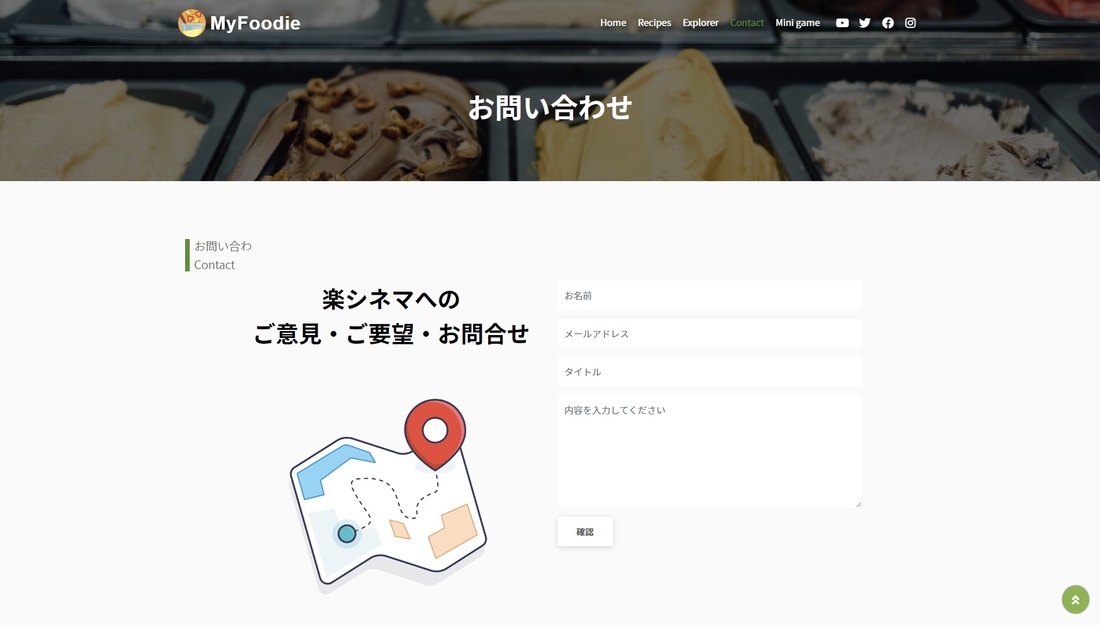 MyFoodie
Home Recipes Explorer Contact Mini game
お問い合わせ
お問い合わ
Contact
楽シネマへの
ご意見・ご要望・お問合せ
お名前
メールアドレス
タイトル
内容を入力してください
確認